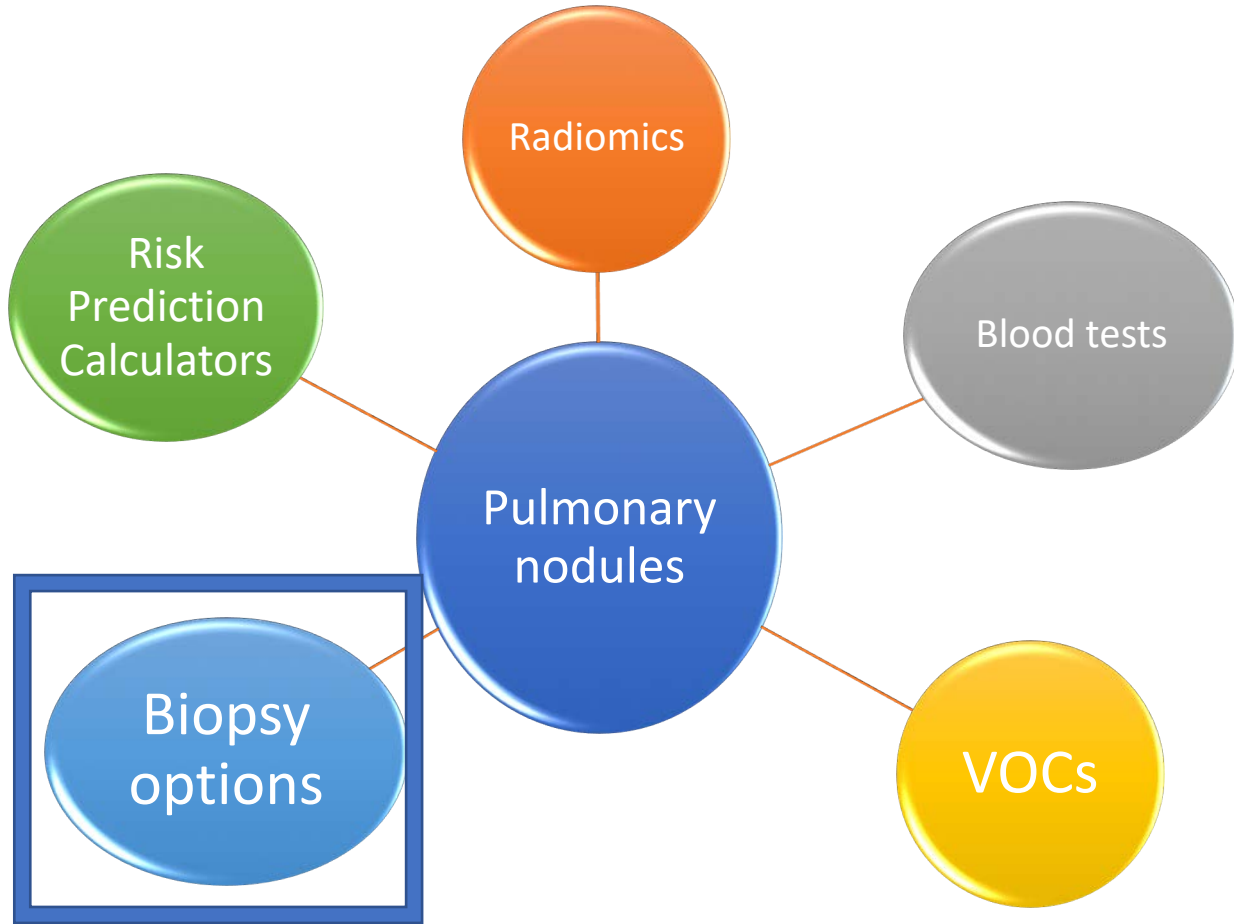 Radiomics
Risk
Prediction
Calculators
Blood tests
Pulmonary
nodules
Biopsy
options
VOCs